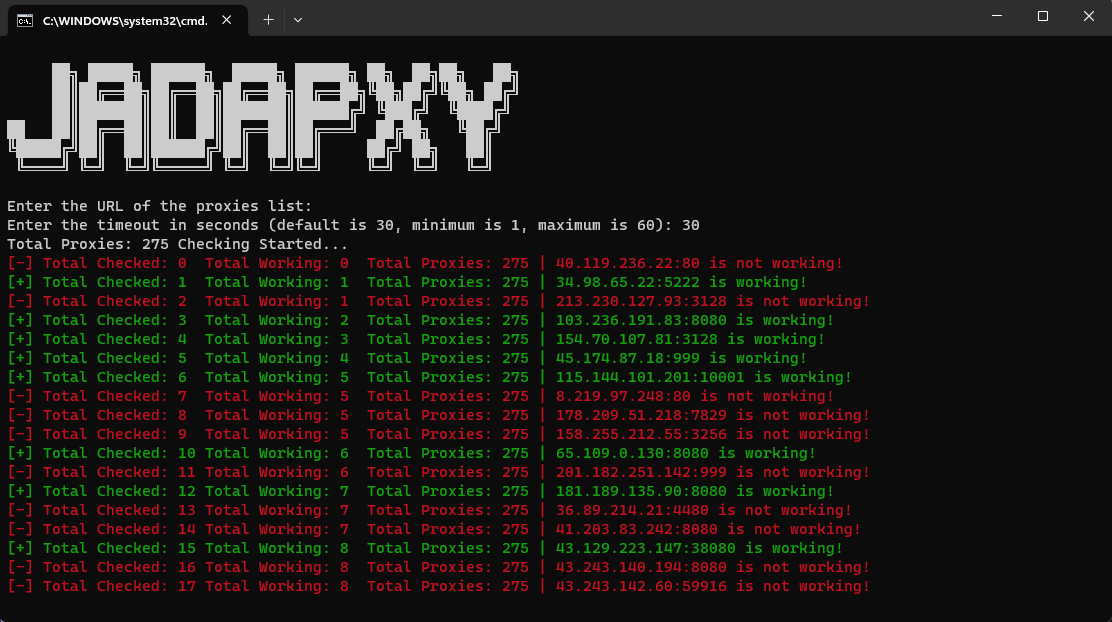 C:\WINDOWS\system32\cmd.
JADAPXY
Enter the URL of the proxies list:
Enter the timeout in seconds (default is 30, minimum is 1, maximum is 60): 30
Total Proxies: 275 Checking Started...
[-] Total Checked: 0  Total Working: 0  Total Proxies: 275 | 40.119.236.22:80 is not working!
[+] Total Checked: 1  Total Working: 1  Total Proxies: 275 | 34.98.65.22:5222 is working!
[-] Total Checked: 2  Total Working: 1  Total Proxies: 275 | 213.230.127.93:3128 is not working!
[+] Total Checked: 3  Total Working: 2  Total Proxies: 275 | 103.236.191.83:8080 is working!
[+] Total Checked: 4  Total Working: 3  Total Proxies: 275 | 154.70.107.81:3128 is working!
[+] Total Checked: 5  Total Working: 4  Total Proxies: 275 | 45.174.87.18:999 is working!
[+] Total Checked: 6  Total Working: 5  Total Proxies: 275 | 115.144.101.201:10001 is working!
[-] Total Checked: 7  Total Working: 5  Total Proxies: 275 | 8.219.97.248:80 is not working!
[-] Total Checked: 8  Total Working: 5  Total Proxies: 275 | 178.209.51.218:7829 is not working!
[-] Total Checked: 9  Total Working: 5  Total Proxies: 275 | 158.255.212.55:3256 is not working!
[+] Total Checked: 10 Total Working: 6  Total Proxies: 275 | 65.109.0.130:8080 is working!
[-] Total Checked: 11 Total Working: 6  Total Proxies: 275 | 201.182.251.142:999 is not working!
[+] Total Checked: 12 Total Working: 7  Total Proxies: 275 | 181.189.135.90:8080 is working!
[-] Total Checked: 13 Total Working: 7  Total Proxies: 275 | 36.89.214.21:4480 is not working!
[-] Total Checked: 14 Total Working: 7  Total Proxies: 275 | 41.203.83.242:8080 is not working!
[+] Total Checked: 15 Total Working: 8  Total Proxies: 275 | 43.129.223.147:38080 is working!
[-] Total Checked: 16 Total Working: 8  Total Proxies: 275 | 43.243.140.194:8080 is not working!
[-] Total Checked: 17 Total Working: 8  Total Proxies: 275 | 43.243.142.60:59916 is not working!